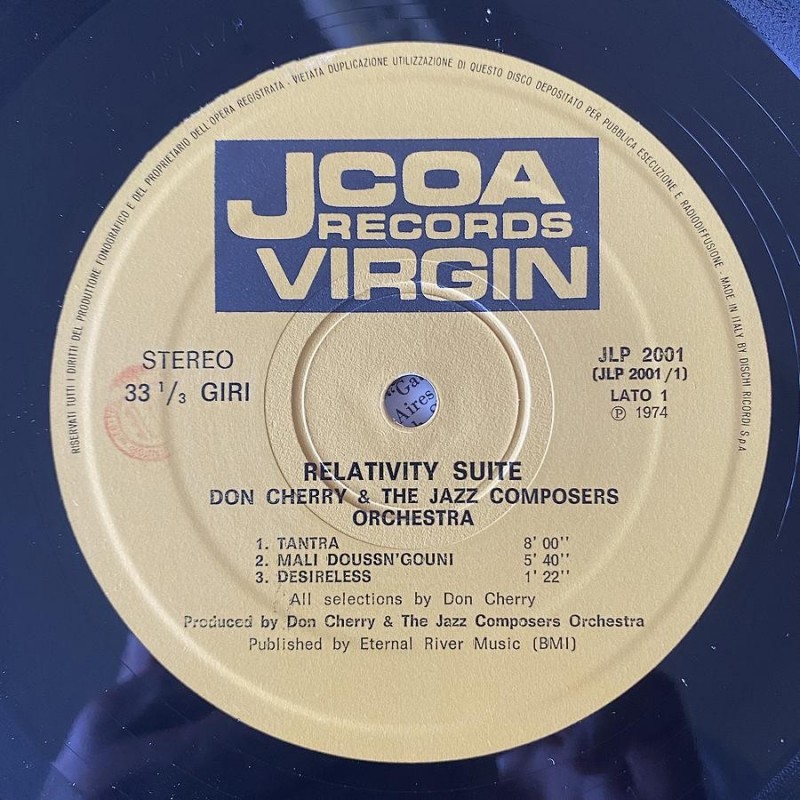 RISERVATI TUTTI I DIRITTI DEL PRODUTTORE FONOGRAFICO E DEL PROPRIETARIO DELL'OPERA REGISTRATA - VIETATA DUPLICAZIONE UTILIZZAZIONE DI QUESTO DISCO DEPOSITATO PER PUBBLICA ESECUZIONE E RADIODIFFUSIONE - MADE IN ITALY BY DISCHI RICORDI S.p.A.
JCOA
RECORDS
VIRGIN
STEREO
33 1/3 GIRI
JLP 2001
(JLP 2001/1)
LATO 1
℗ 1974
"Ga
Aires
RELATIVITY SUITE
DON CHERRY & THE JAZZ COMPOSERS
ORCHESTRA
1. TANTRA 8' 00''
2. MALI DOUSSN'GOUNI 5' 40''
3. DESIRELESS 1' 22''
All selections by Don Cherry
Produced by Don Cherry & The Jazz Composers Orchestra
Published by Eternal River Music (BMI)